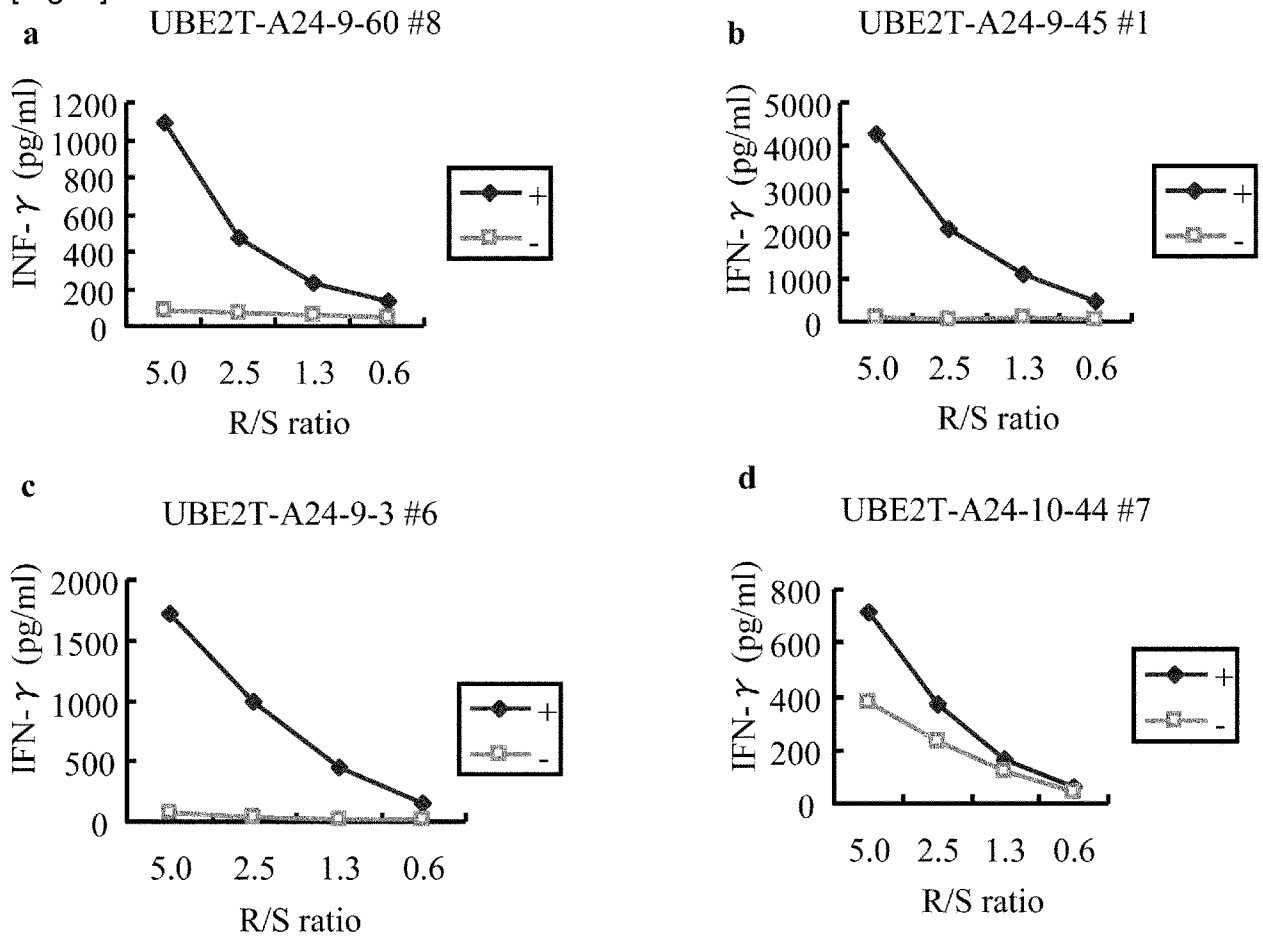 a
UBE2T-A24-9-60 #8
INF-γ (pg/ml)
1200
1000
800
600
400
200
0
5.0 2.5 1.3 0.6
R/S ratio
+
-
b
UBE2T-A24-9-45 #1
IFN-γ (pg/ml)
5000
4000
3000
2000
1000
0
5.0 2.5 1.3 0.6
R/S ratio
+
-
c
UBE2T-A24-9-3 #6
IFN-γ (pg/ml)
2000
1500
1000
500
0
5.0 2.5 1.3 0.6
R/S ratio
+
-
d
UBE2T-A24-10-44 #7
IFN-γ (pg/ml)
800
600
400
200
0
5.0 2.5 1.3 0.6
R/S ratio
+
-